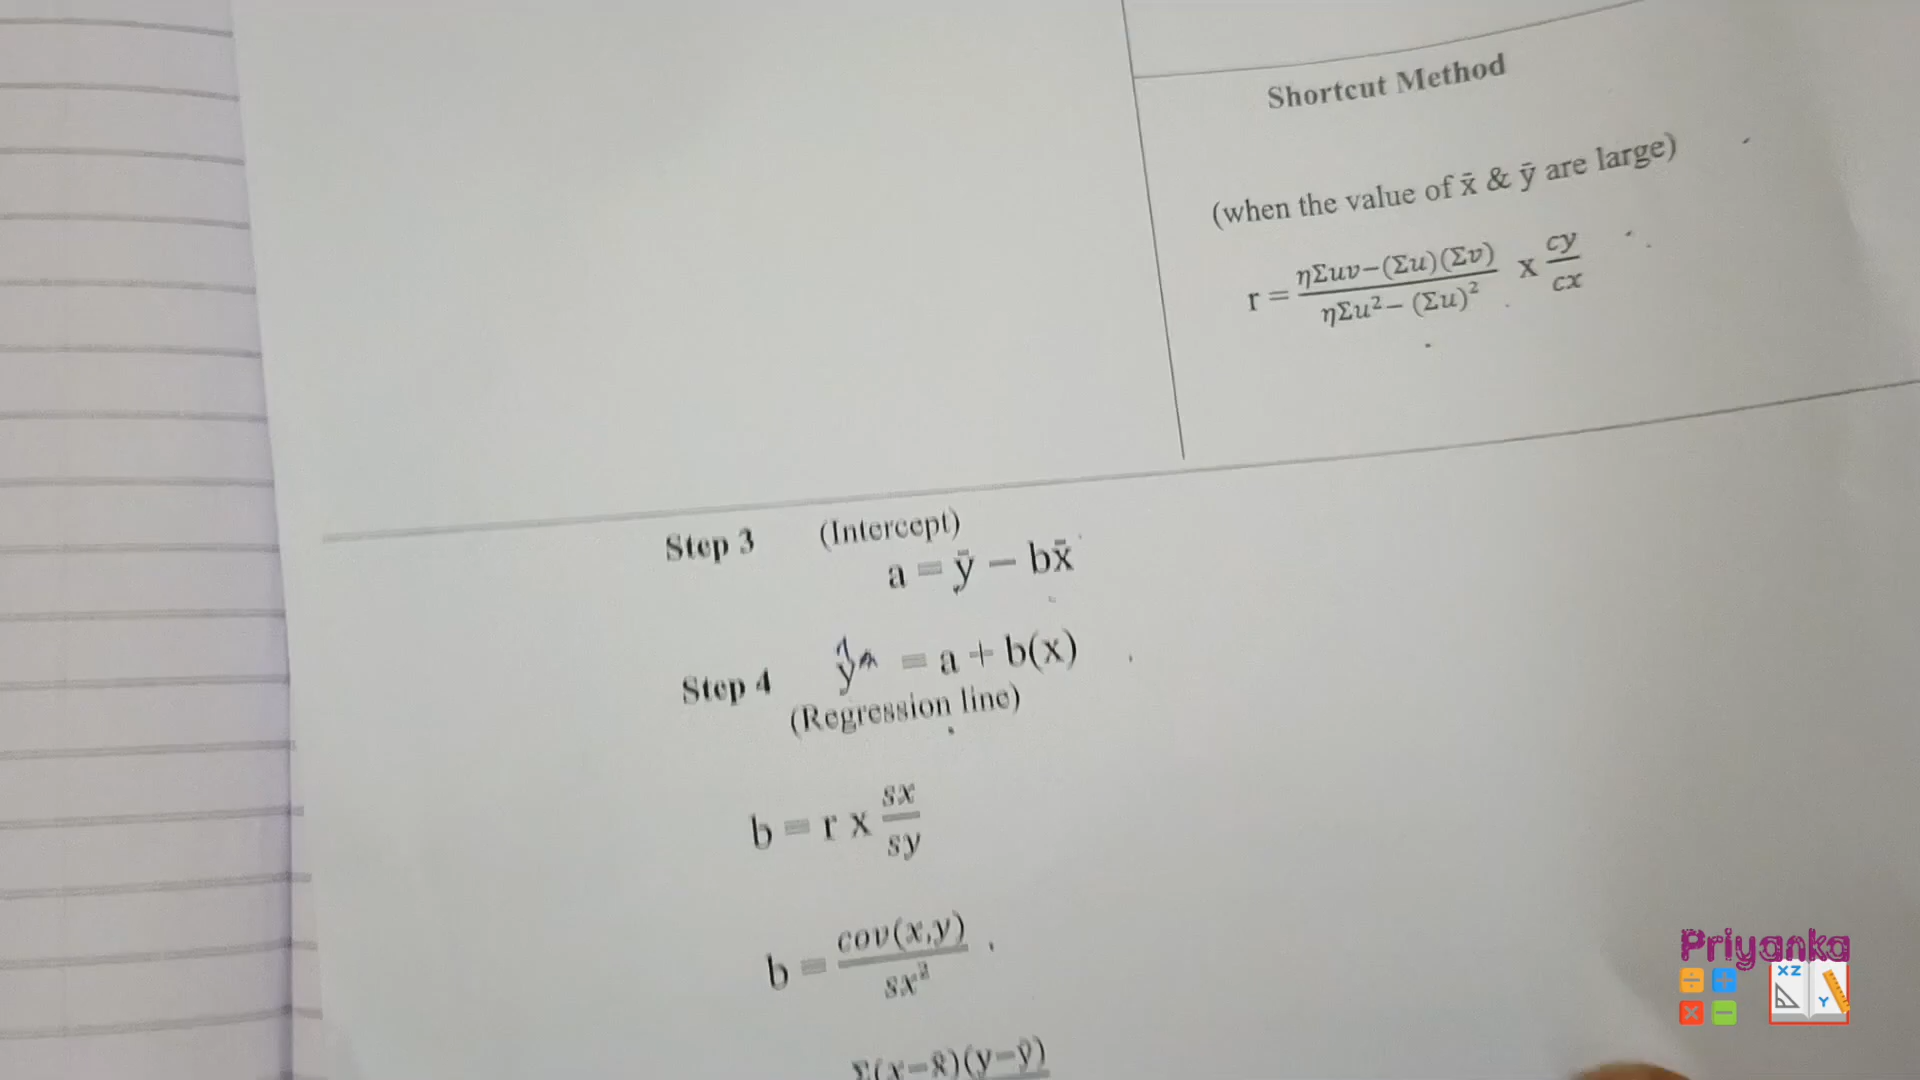 Shortcut Method
(when the value of x̄ & ȳ are large)
r = ηΣuv−(Σu)(Σv) / ηΣu²− (Σu)² x cy / cx
Step 3 (Intercept)
a = ȳ − bx̄
Step 4 ŷ = a + b(x)
(Regression line)
b = r x sx / sy
b = cov(x,y) / sx²
Σ(x−x̄)(y−ȳ)
Priyanka
XZ
Y